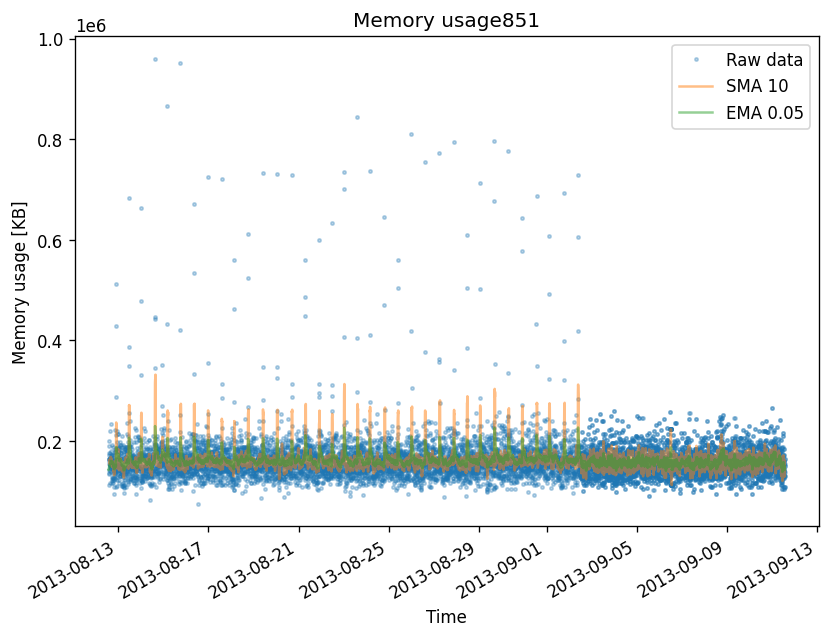 Memory usage851
1e6
Raw data
SMA 10
EMA 0.05
1.0
0.8
0.6
0.4
0.2
Memory usage [KB]
2013-08-13
2013-08-17
2013-08-21
2013-08-25
2013-08-29
2013-09-01
2013-09-05
2013-09-09
2013-09-13
Time